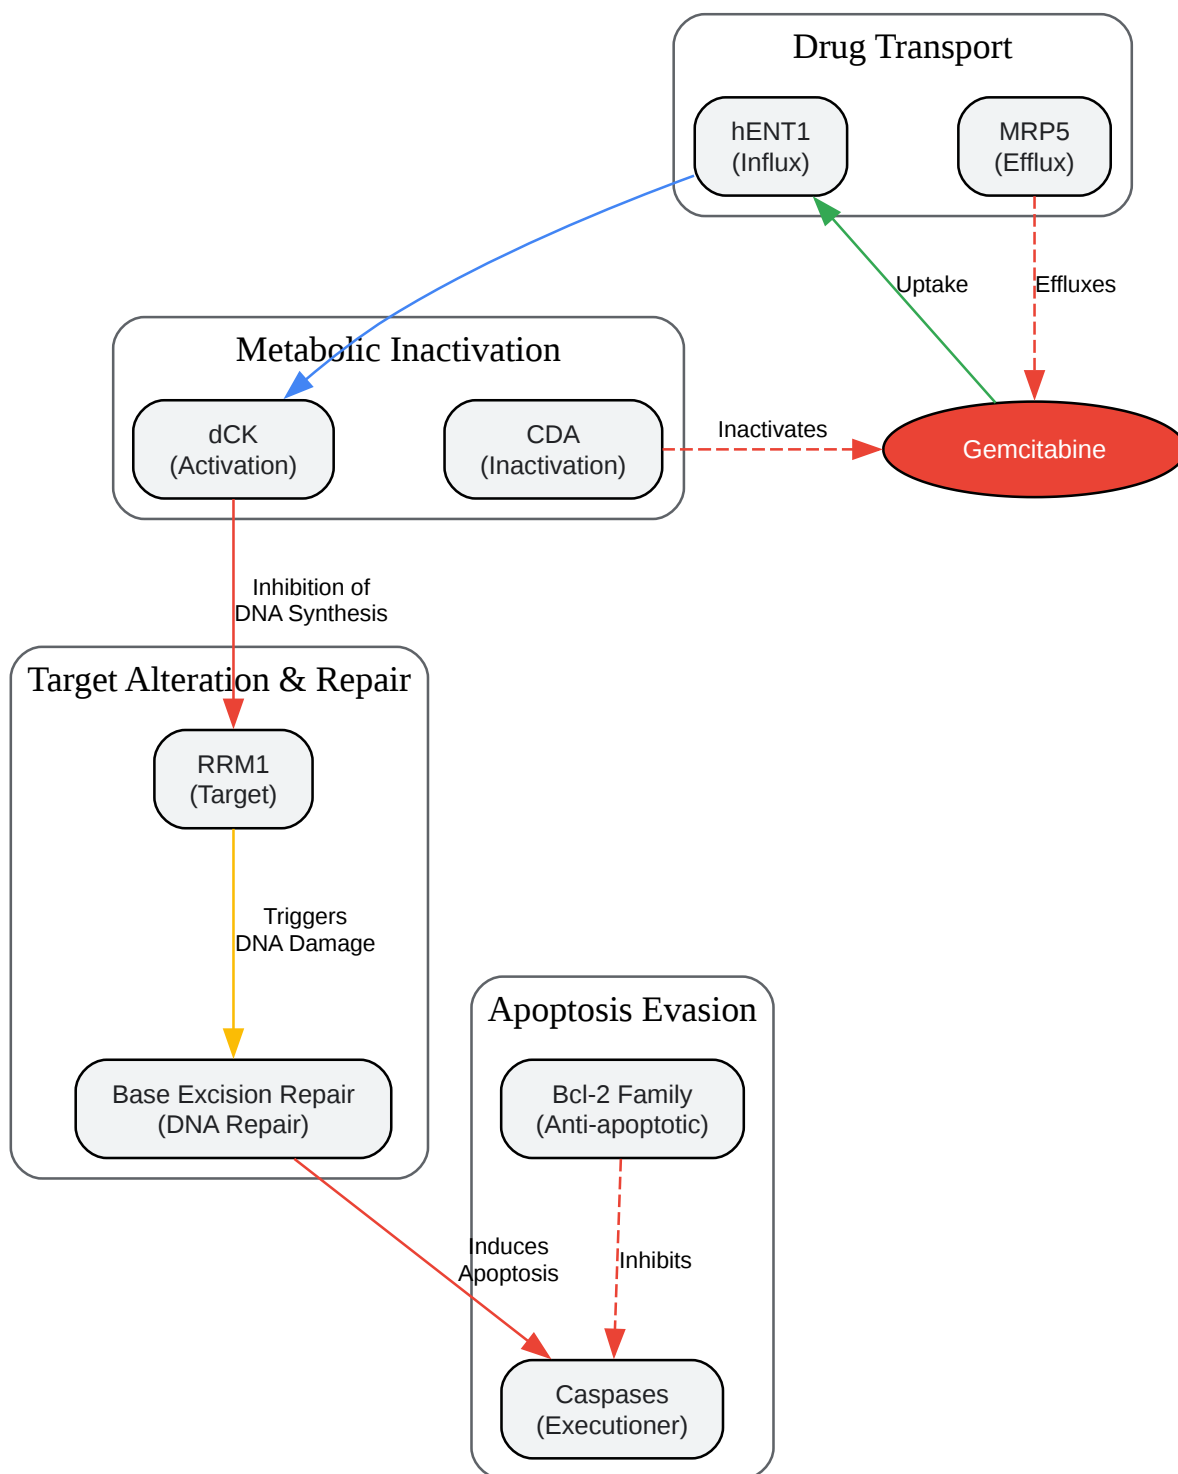 Drug Transport
hENT1
(Influx)
MRP5
(Efflux)
Uptake
Effluxes
Metabolic Inactivation
dCK
(Activation)
CDA
(Inactivation)
Inactivates
Gemcitabine
Inhibition of
DNA Synthesis
Target Alteration & Repair
RRM1
(Target)
Triggers
DNA Damage
Base Excision Repair
(DNA Repair)
Apoptosis Evasion
Bcl-2 Family
(Anti-apoptotic)
Induces
Apoptosis
Inhibits
Caspases
(Executioner)